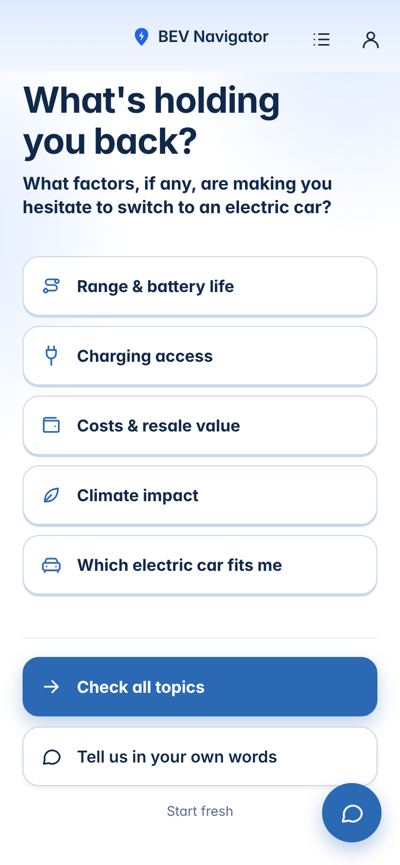 BEV Navigator
What's holding
you back?
What factors, if any, are making you
hesitate to switch to an electric car?
Range & battery life
Charging access
Costs & resale value
Climate impact
Which electric car fits me
Check all topics
Tell us in your own words
Start fresh